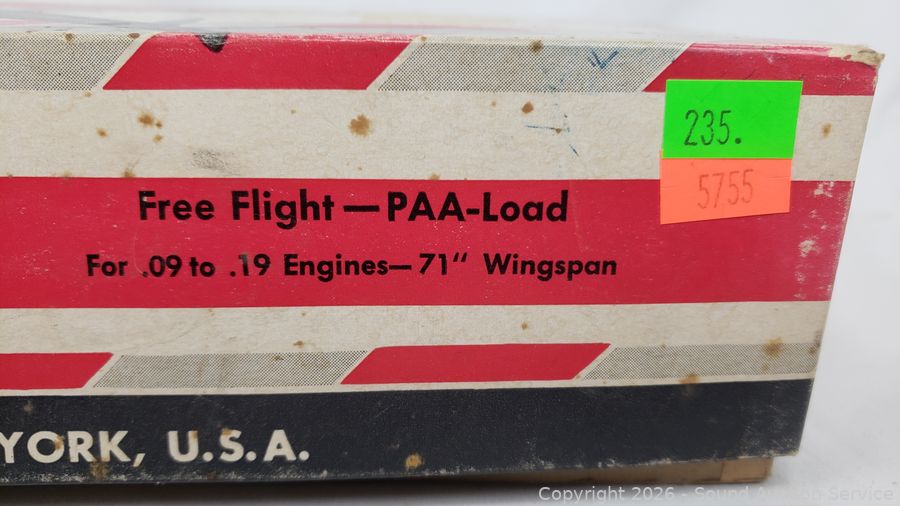 235.
5755
Free Flight—PAA-Load
For .09 to .19 Engines—71" Wingspan
YORK, U.S.A.
Copyright 2026 - Sound Auction Service